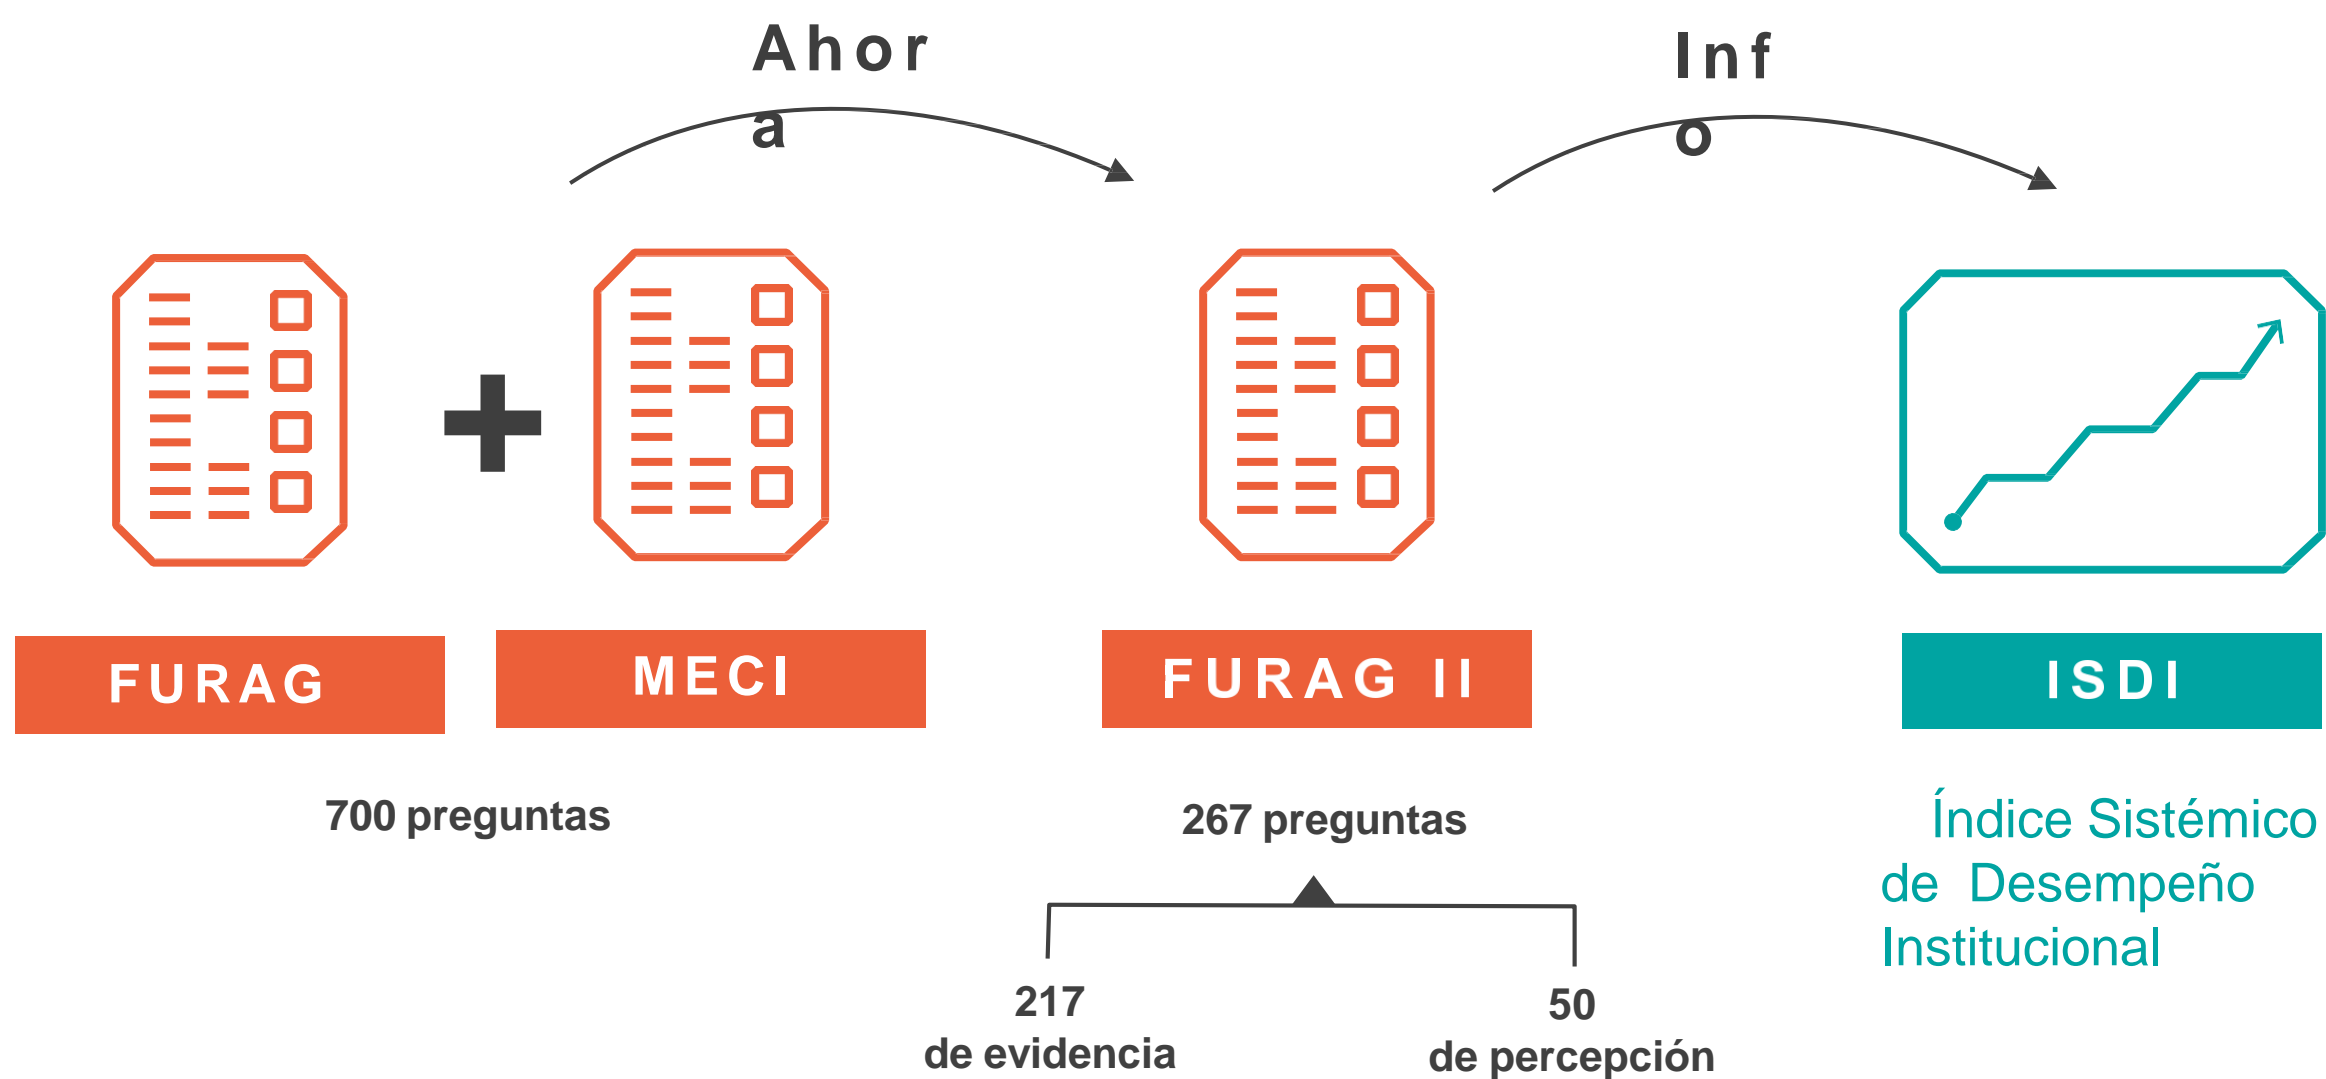 Ahor
a
Inf
o
FURAG
MECI
FURAG II
ISDI
700 preguntas
267 preguntas
217
de evidencia
50
de percepción
Índice Sistémico
de Desempeño
Institucional